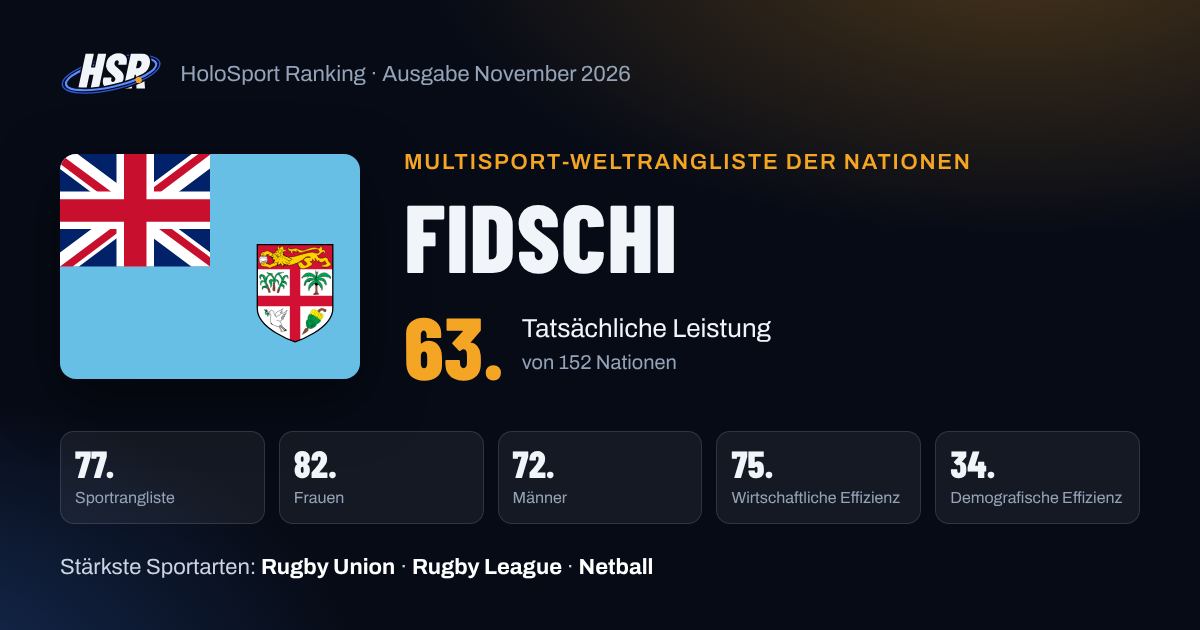 HSR
HoloSport Ranking · Ausgabe November 2026
MULTISPORT-WELTRANGLISTE DER NATIONEN
FIDSCHI
63.
Tatsächliche Leistung
von 152 Nationen
77.
Sportrangliste
82.
Frauen
72.
Männer
75.
Wirtschaftliche Effizienz
34.
Demografische Effizienz
Stärkste Sportarten: Rugby Union · Rugby League · Netball